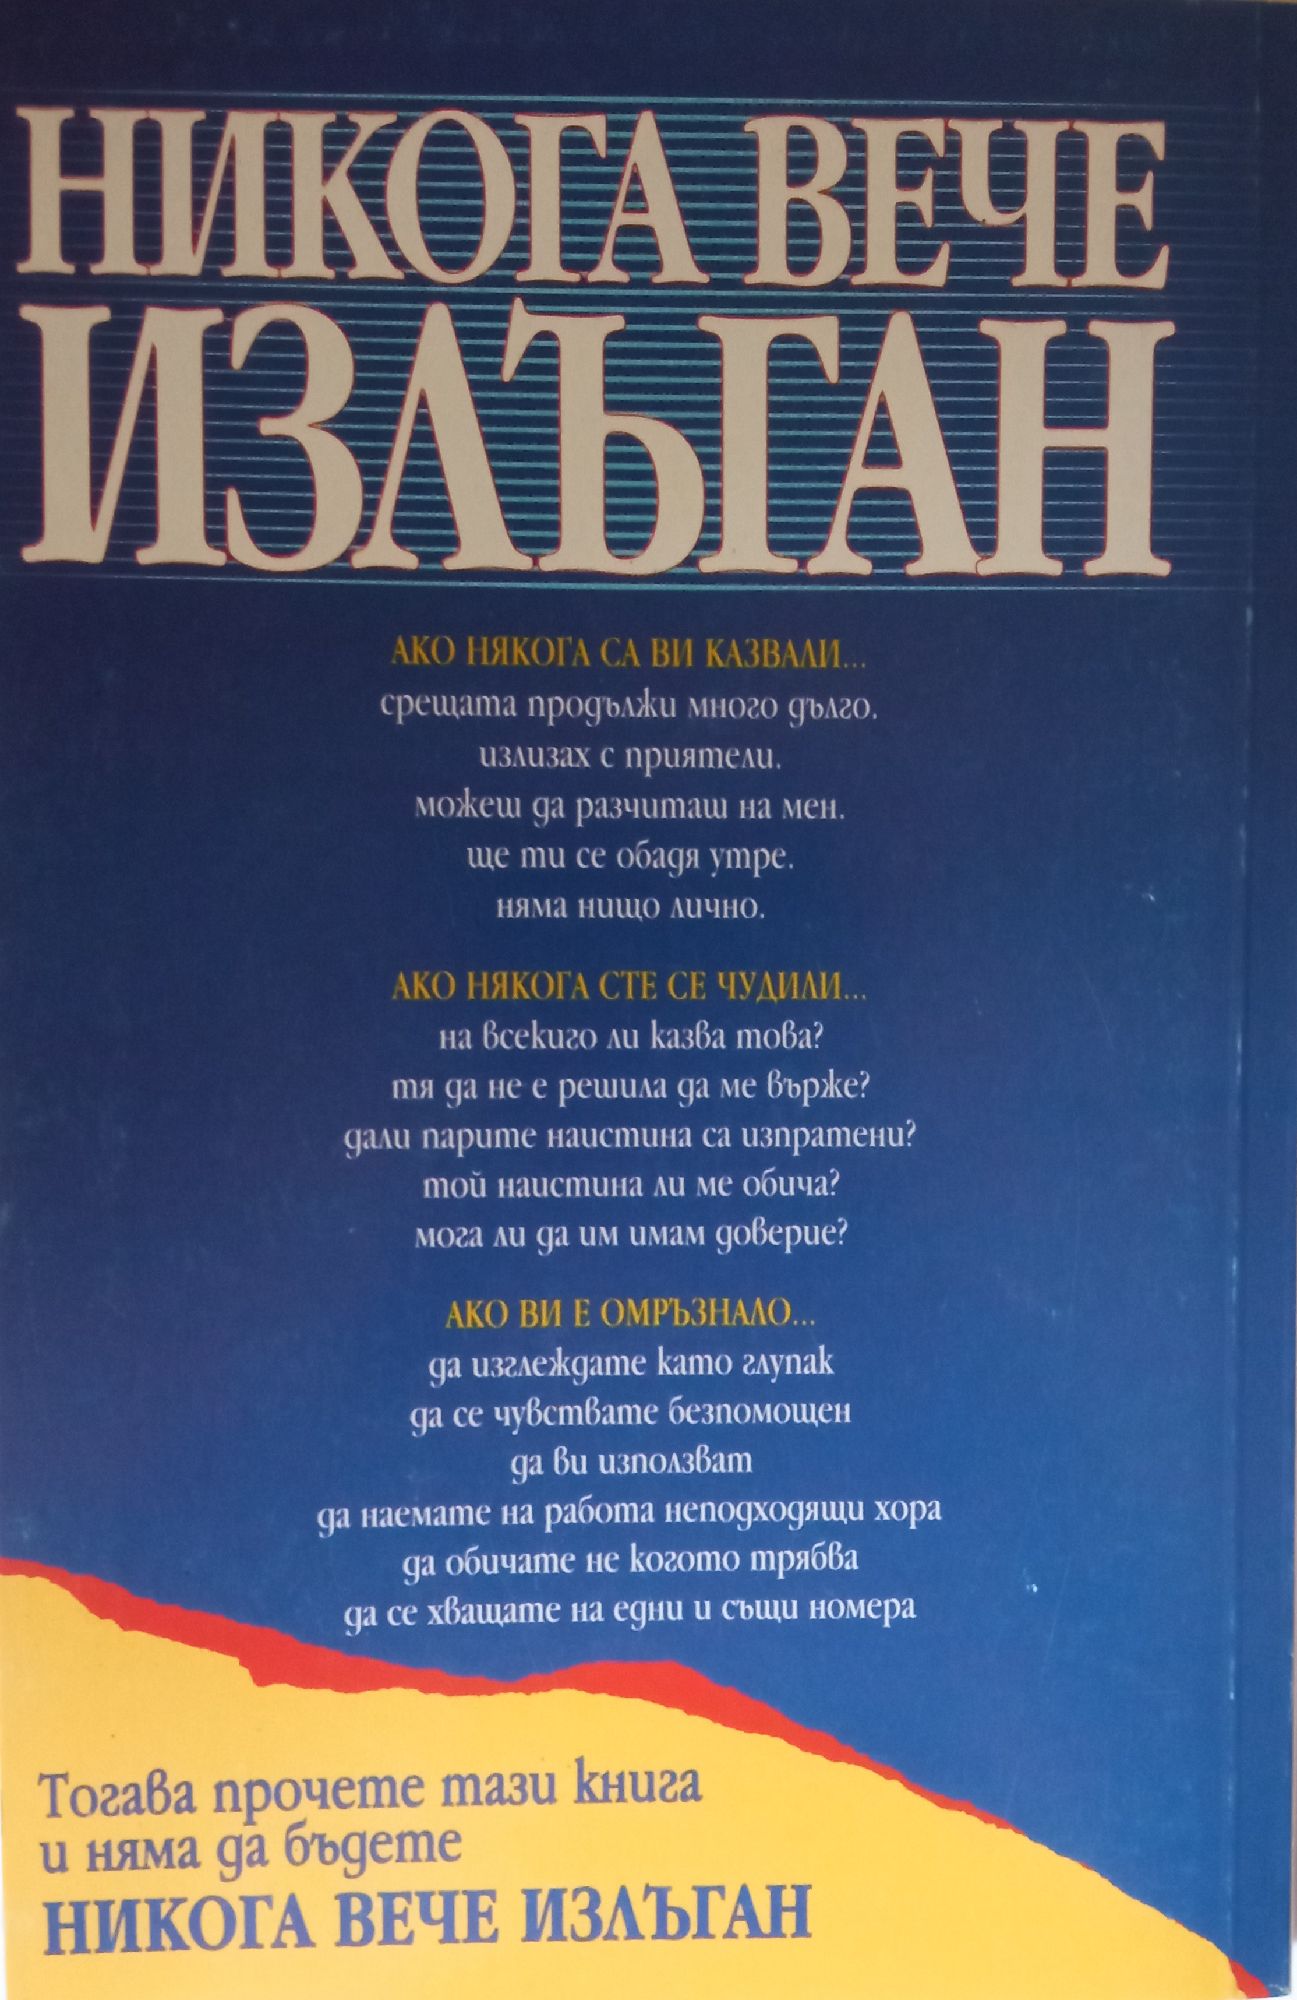 НИКОГА ВЕЧЕ
ИЗЛЪГАН
АКО НЯКОГА СА ВИ КАЗВАЛИ...
срещата продължи много дълго.
излизах с приятели.
можеш да разчиташ на мен.
ще ти се обадя утре.
няма нищо лично.
АКО НЯКОГА СТЕ СЕ ЧУДИЛИ...
на всекиго ли казва това?
тя да не е решила да ме върже?
дали парите наистина са изпратени?
той наистина ли ме обича?
мога ли да им имам доверие?
АКО ВИ Е ОМРЪЗНАЛО...
да изглеждате като глупак
да се чувствате безпомощен
да ви използват
да наемате на работа неподходящи хора
да обичате не когото трябва
да се хващате на едни и същи номера
Тогава прочете тази книга
и няма да бъдете
НИКОГА ВЕЧЕ ИЗЛЪГАН